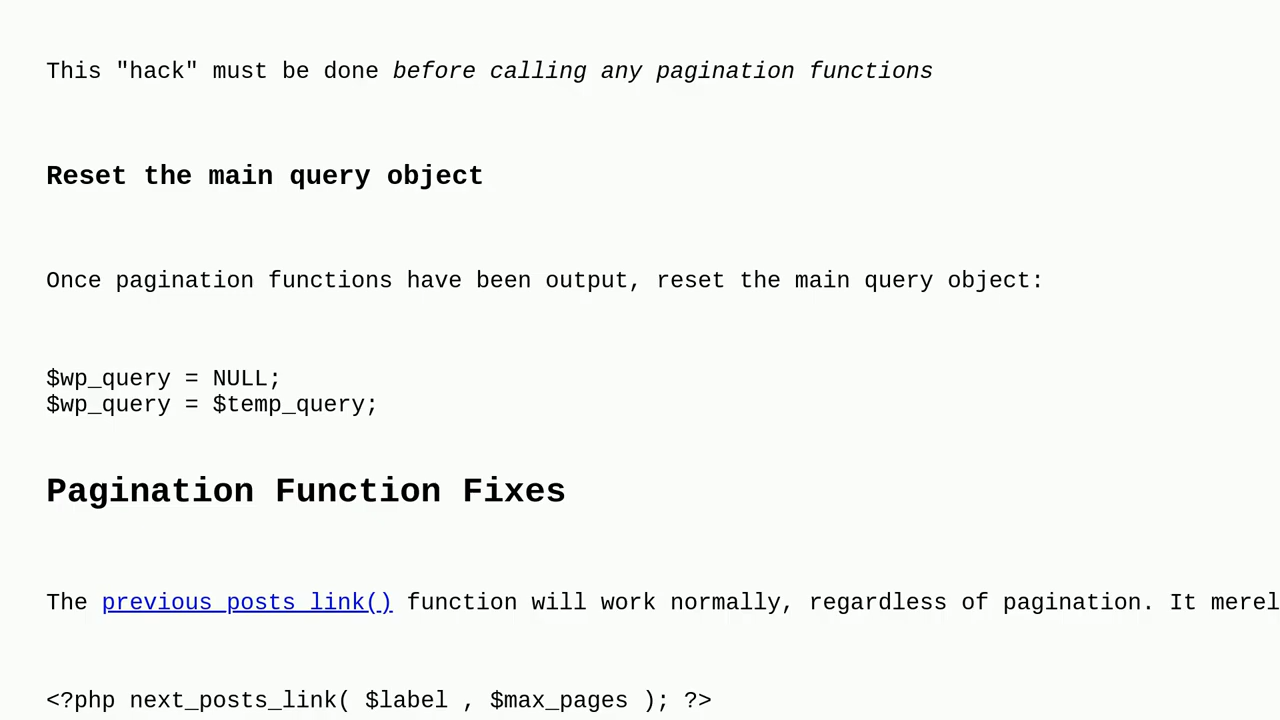 This "hack" must be done before calling any pagination functions
Reset the main query object
Once pagination functions have been output, reset the main query object:
$wp_query = NULL;
$wp_query = $temp_query;
Pagination Function Fixes
The previous_posts_link() function will work normally, regardless of pagination. It
<?php next_posts_link( $label , $max_pages ); ?>